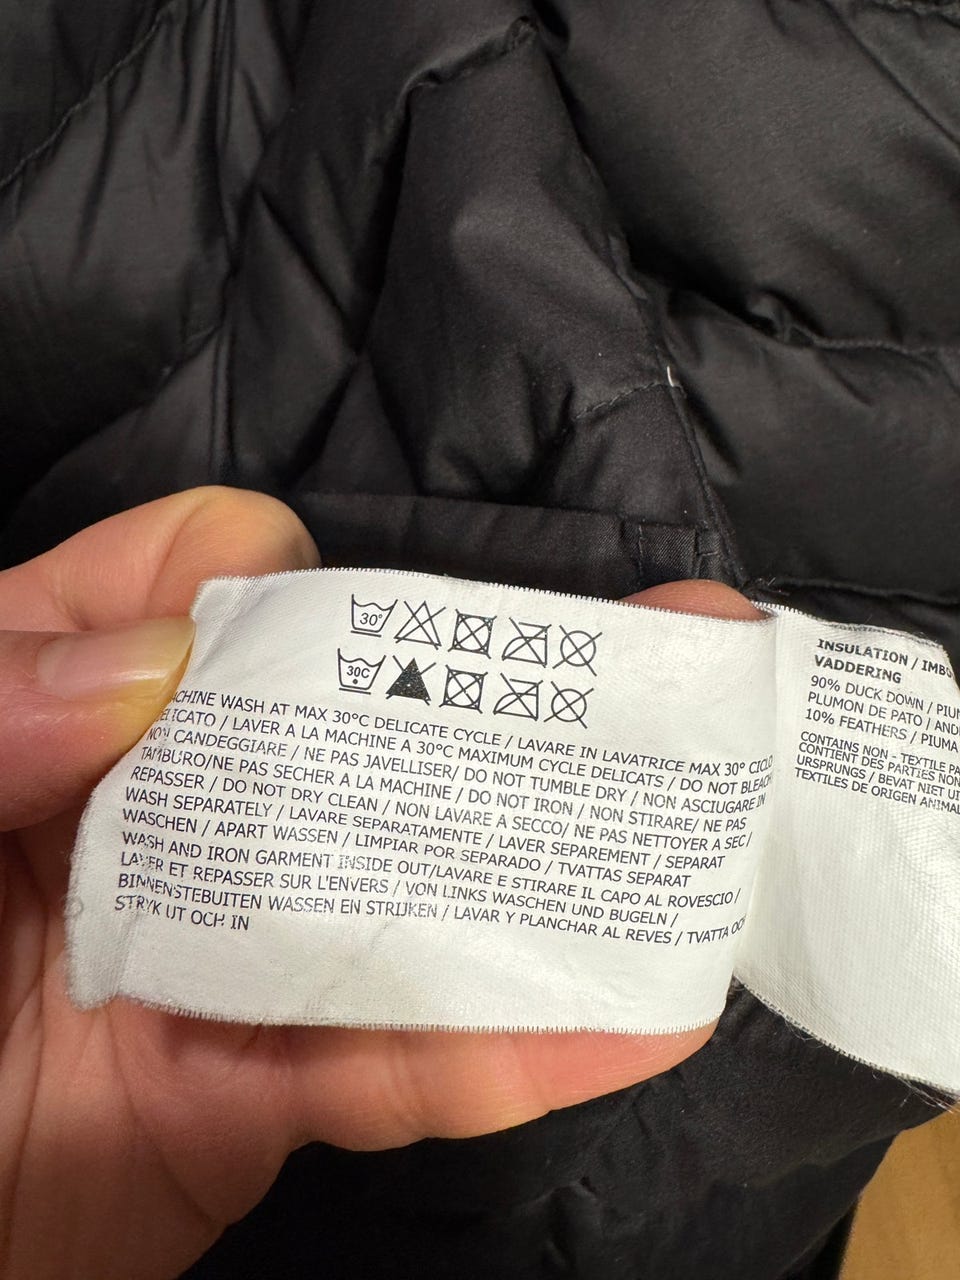 30°
30C
MACHINE WASH AT MAX 30°C DELICATE CYCLE / LAVARE IN LAVATRICE MAX 30° CICLO
DELICATO / LAVER A LA MACHINE A 30°C MAXIMUM CYCLE DELICATS / DO NOT BLEACH
NON CANDEGGIARE / NE PAS JAVELLISER/ DO NOT TUMBLE DRY / NON ASCIUGARE IN
TAMBURO/NE PAS SECHER A LA MACHINE / DO NOT IRON / NON STIRARE/ NE PAS
REPASSER / DO NOT DRY CLEAN / NON LAVARE A SECCO/ NE PAS NETTOYER A SEC /
WASH SEPARATELY / LAVARE SEPARATAMENTE / LAVER SEPAREMENT / SEPARAT
WASCHEN / APART WASSEN / LIMPIAR POR SEPARADO / TVATTAS SEPARAT
WASH AND IRON GARMENT INSIDE OUT/LAVARE E STIRARE IL CAPO AL ROVESCIO /
LAVER ET REPASSER SUR L'ENVERS / VON LINKS WASCHEN UND BUGELN /
BINNENSTEBUITEN WASSEN EN STRIJKEN / LAVAR Y PLANCHAR AL REVES / TVATTA OCH
STRYK UT OCH IN
INSULATION / IMBO
VADDERING
90% DUCK DOWN / PIUM
PLUMON DE PATO / AND
10% FEATHERS / PIUMA
CONTAINS NON - TEXTILE PA
CONTIENT DES PARTIES NON
URSPRUNGS / BEVAT NIET UI
TEXTILES DE ORIGEN ANIMAL